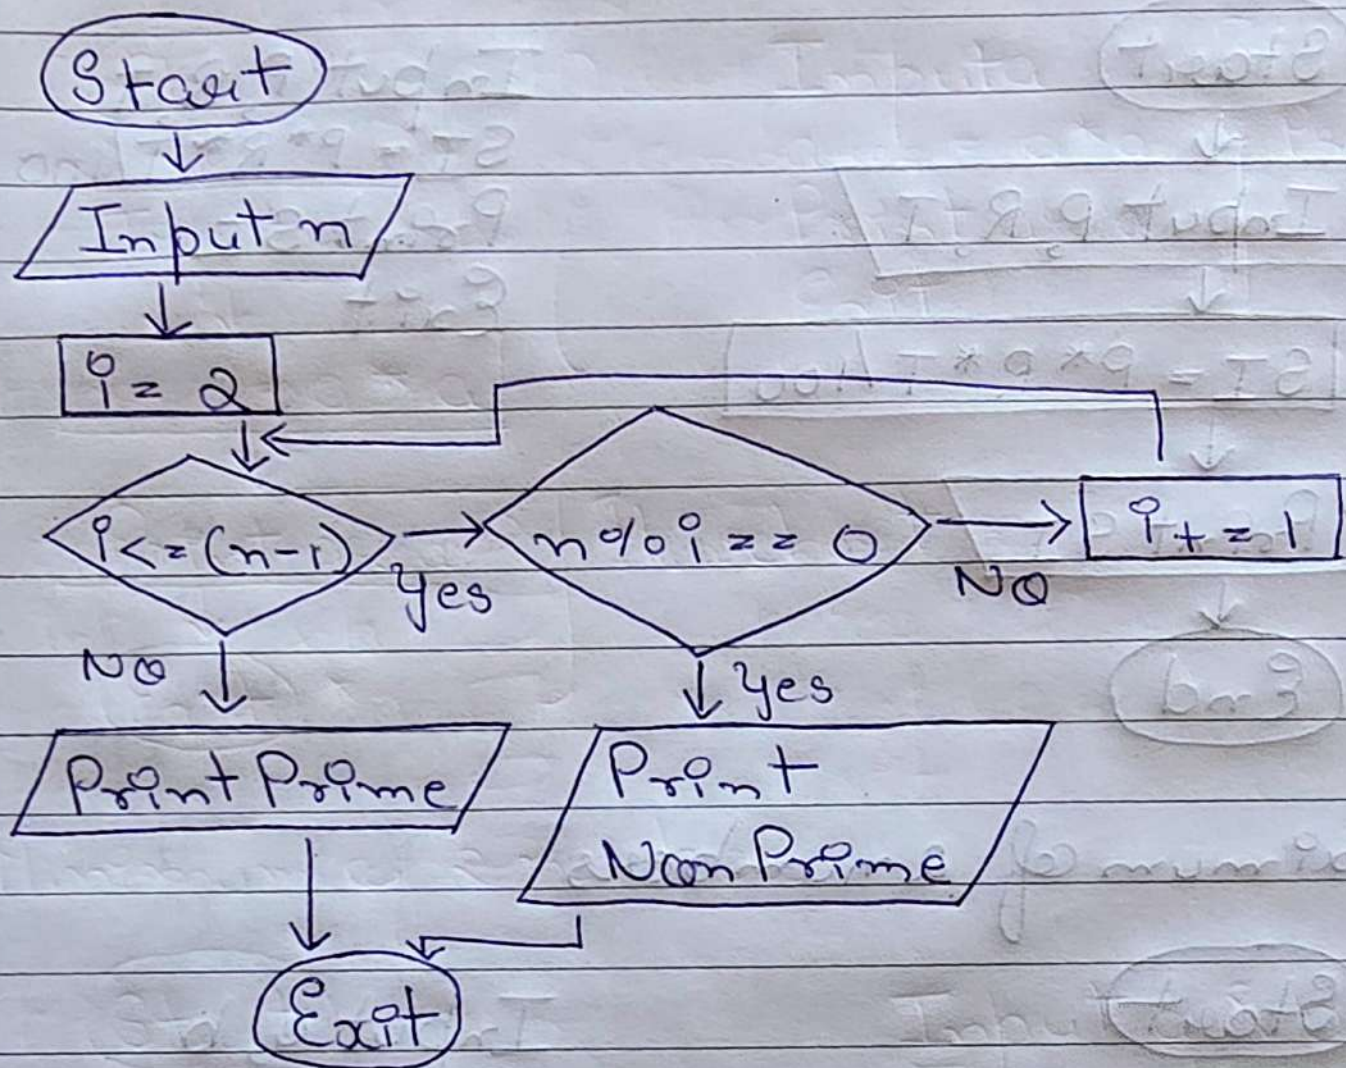 Start
Input n
i = 2
i <= (n-1)
Yes
n % i == 0
NO
i += 1
NO
Yes
Print Prime
Print
Non Prime
Exit